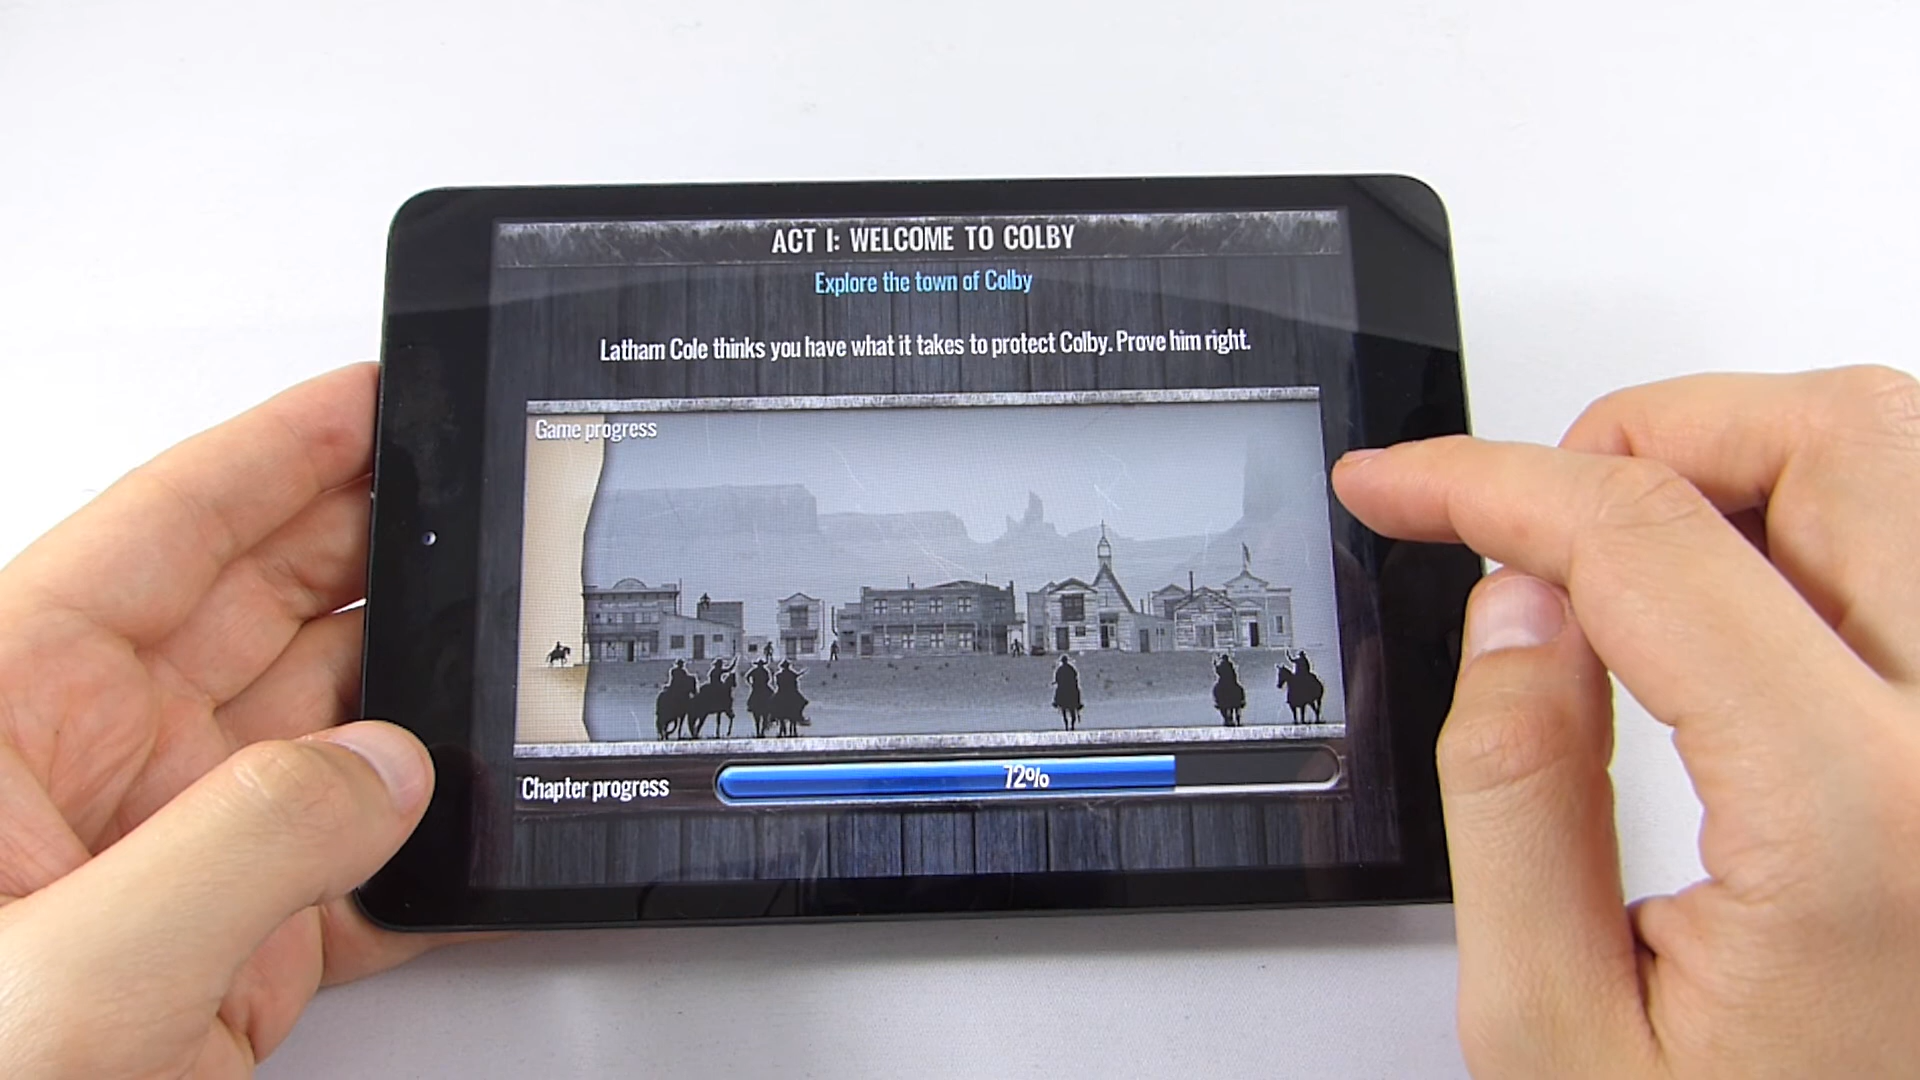 ACT I: WELCOME TO COLBY
Explore the town of Colby
Latham Cole thinks you have what it takes to protect Colby. Prove him right.
Game progress
Chapter progress
72%